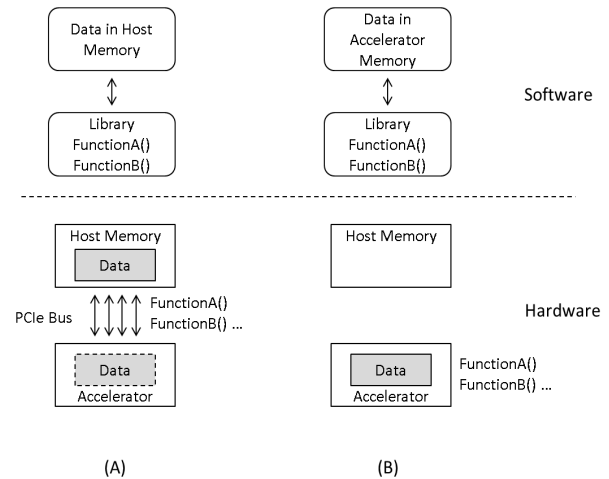 Data in Host
Memory
Data in
Accelerator
Memory
Software
Library
FunctionA()
FunctionB()
Library
FunctionA()
FunctionB()
Host Memory
Data
Host Memory
PCIe Bus
FunctionA()
FunctionB() ...
Hardware
Data
Accelerator
Data
Accelerator
FunctionA()
FunctionB() ...
(A)
(B)